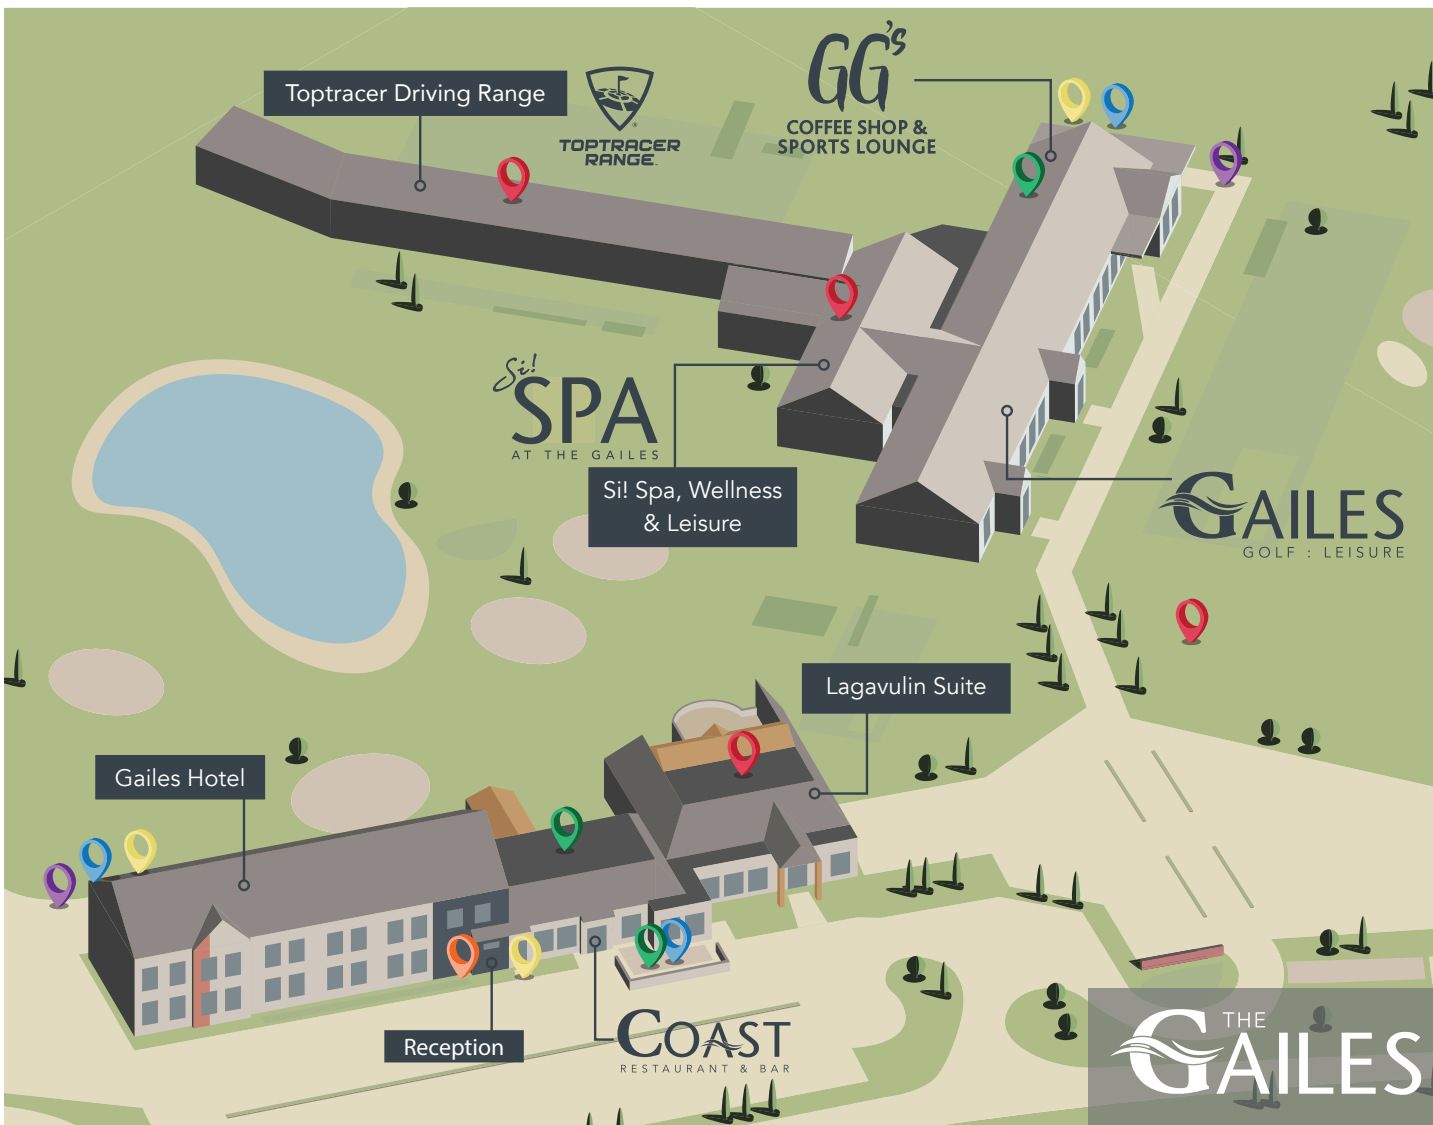 Toptracer Driving Range
TOPTRACER
RANGE
GG's
COFFEE SHOP &
SPORTS LOUNGE
Si!
SPA
AT THE GAILES
Si! Spa, Wellness
& Leisure
GAILES
GOLF : LEISURE
Lagavulin Suite
Gailes Hotel
Reception
COAST
RESTAURANT & BAR
THE
GAILES